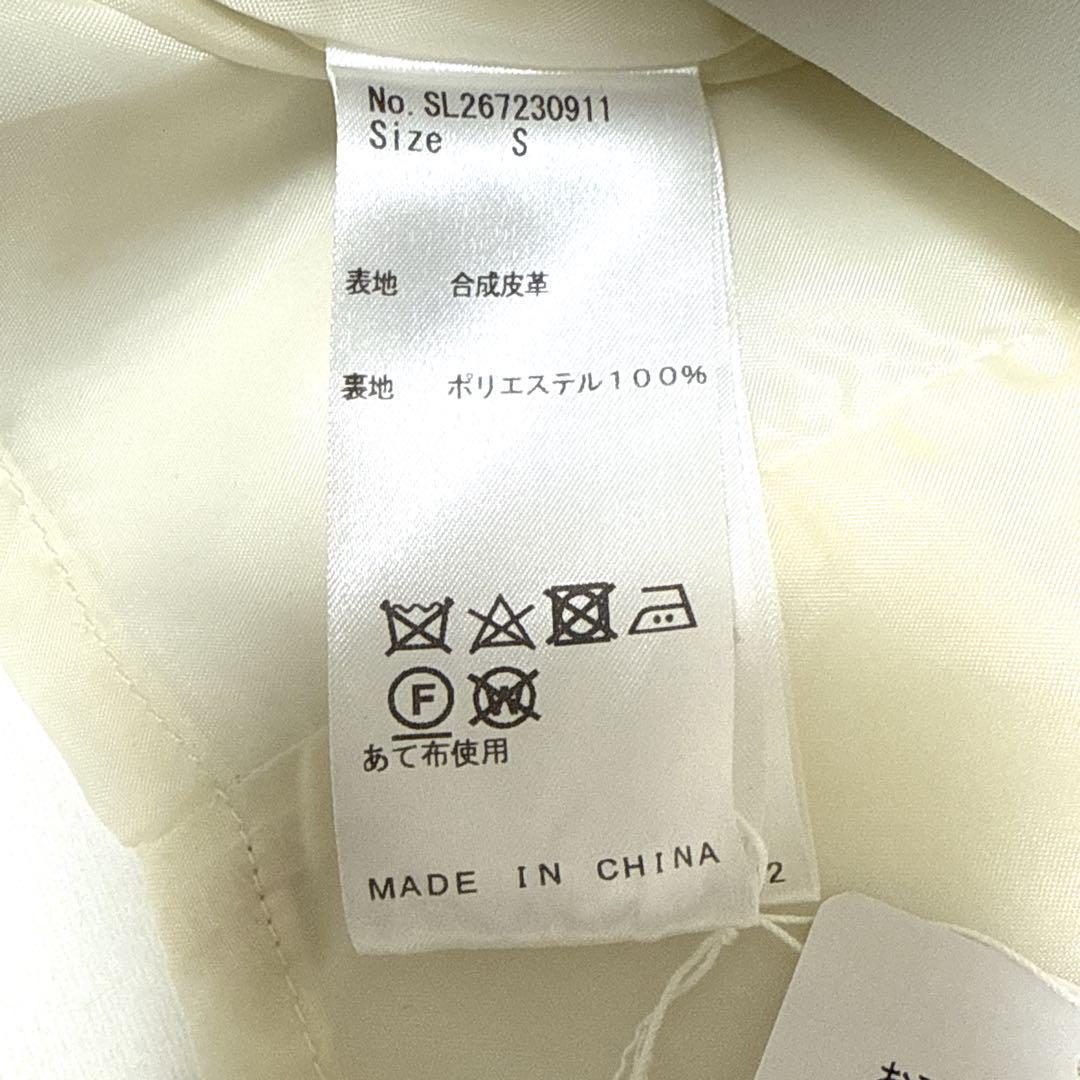 No. SL267230911
Size S
表地 合成皮革
裏地 ポリエステル１００％
F
W
あて布使用
MADE IN CHINA
2